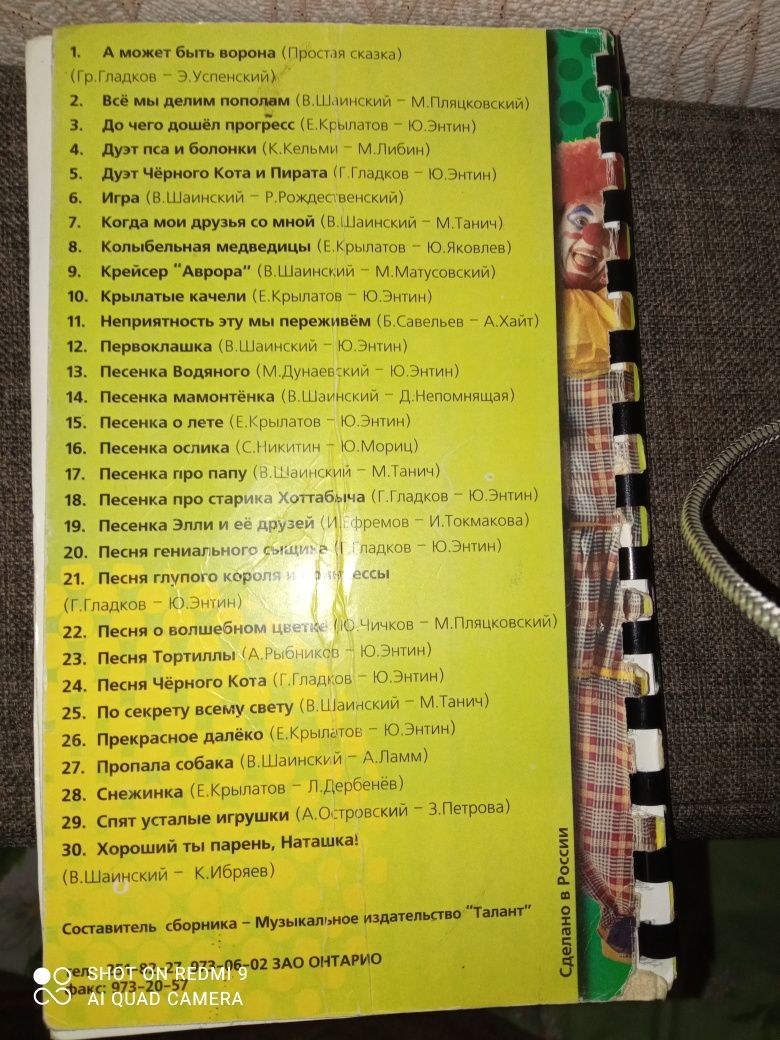 1. А может быть ворона (Простая сказка)
(Гр.Гладков – Э.Успенский)
2. Всё мы делим пополам (В.Шаинский – М.Пляцковский)
3. До чего дошёл прогресс (Е.Крылатов – Ю.Энтин)
4. Дуэт пса и болонки (К.Кельми – М.Либин)
5. Дуэт Чёрного Кота и Пирата (Г.Гладков – Ю.Энтин)
6. Игра (В.Шаинский – Р.Рождественский)
7. Когда мои друзья со мной (В.Шаинский – М.Танич)
8. Колыбельная медведицы (Е.Крылатов – Ю.Яковлев)
9. Крейсер "Аврора" (В.Шаинский – М.Матусовский)
10. Крылатые качели (Е.Крылатов – Ю.Энтин)
11. Неприятность эту мы переживём (Б.Савельев – А.Хайт)
12. Первоклашка (В.Шаинский – Ю.Энтин)
13. Песенка Водяного (М.Дунаевский – Ю.Энтин)
14. Песенка мамонтёнка (В.Шаинский – Д.Непомнящая)
15. Песенка о лете (Е.Крылатов – Ю.Энтин)
16. Песенка ослика (С.Никитин – Ю.Мориц)
17. Песенка про папу (В.Шаинский – М.Танич)
18. Песенка про старика Хоттабыча (Г.Гладков – Ю.Энтин)
19. Песенка Элли и её друзей (И.Ефремов – И.Токмакова)
20. Песня гениального сыщика (Г.Гладков – Ю.Энтин)
21. Песня глупого короля и принцессы
(Г.Гладков – Ю.Энтин)
22. Песня о волшебном цветке (Ю.Чичков – М.Пляцковский)
23. Песня Тортиллы (А.Рыбников – Ю.Энтин)
24. Песня Чёрного Кота (Г.Гладков – Ю.Энтин)
25. По секрету всему свету (В.Шаинский – М.Танич)
26. Прекрасное далёко (Е.Крылатов – Ю.Энтин)
27. Пропала собака (В.Шаинский – А.Ламм)
28. Снежинка (Е.Крылатов – Л.Дербенёв)
29. Спят усталые игрушки (А.Островский – З.Петрова)
30. Хороший ты парень, Наташка!
(В.Шаинский – К.Ибряев)
Составитель сборника – Музыкальное издательство "Талант"
973-06-02 ЗАО ОНТАРИО
факс: 973-20-57
Сделано в России
SHOT ON REDMI 9
AI QUAD CAMERA